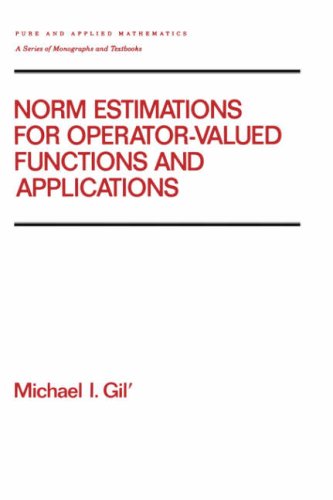 PURE AND APPLIED MATHEMATICS
A Series of Monographs and Textbooks
NORM ESTIMATIONS
FOR OPERATOR-VALUED
FUNCTIONS AND
APPLICATIONS
Michael I. Gil'